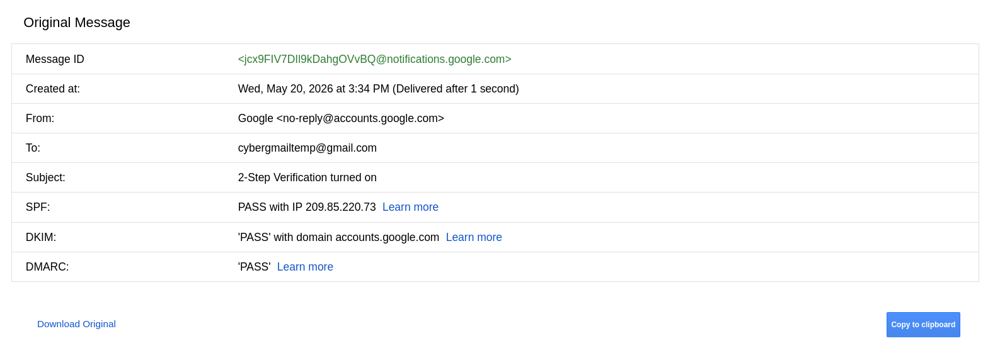 Original Message
Message ID <jcx9FIV7DIl9kDahgOVvBQ@notifications.google.com>
Created at: Wed, May 20, 2026 at 3:34 PM (Delivered after 1 second)
From: Google <no-reply@accounts.google.com>
To: cybergmailtemp@gmail.com
Subject: 2-Step Verification turned on
SPF: PASS with IP 209.85.220.73 Learn more
DKIM: 'PASS' with domain accounts.google.com Learn more
DMARC: 'PASS' Learn more
Download Original Copy to clipboard